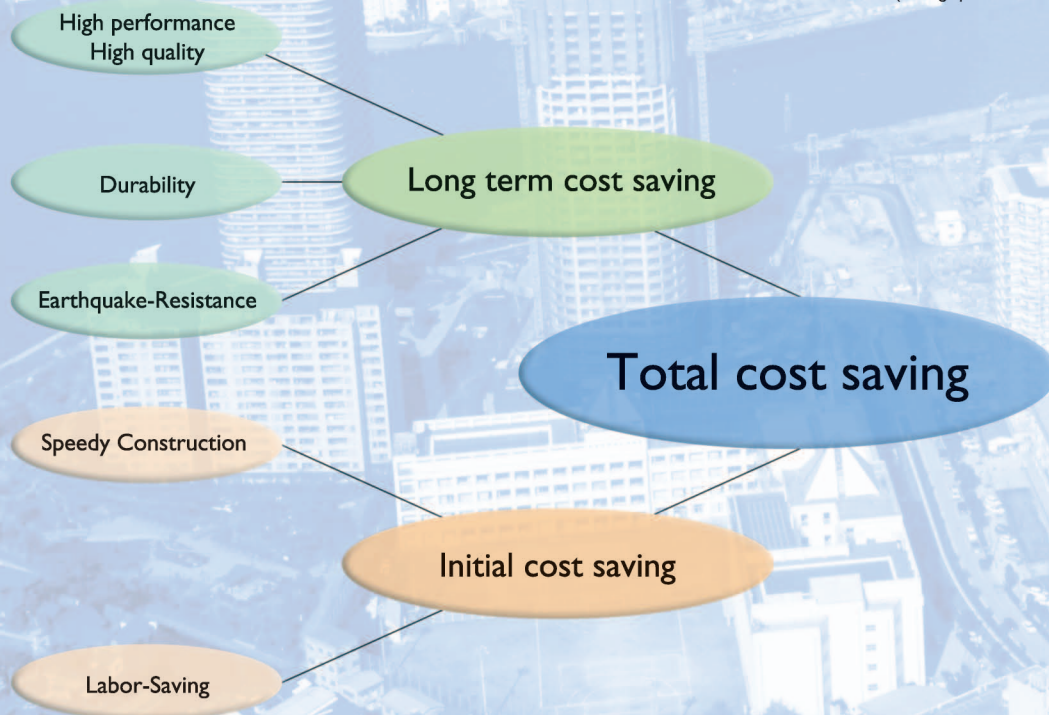 High performance
High quality
Durability
Long term cost saving
Earthquake-Resistance
Total cost saving
Speedy Construction
Initial cost saving
Labor-Saving